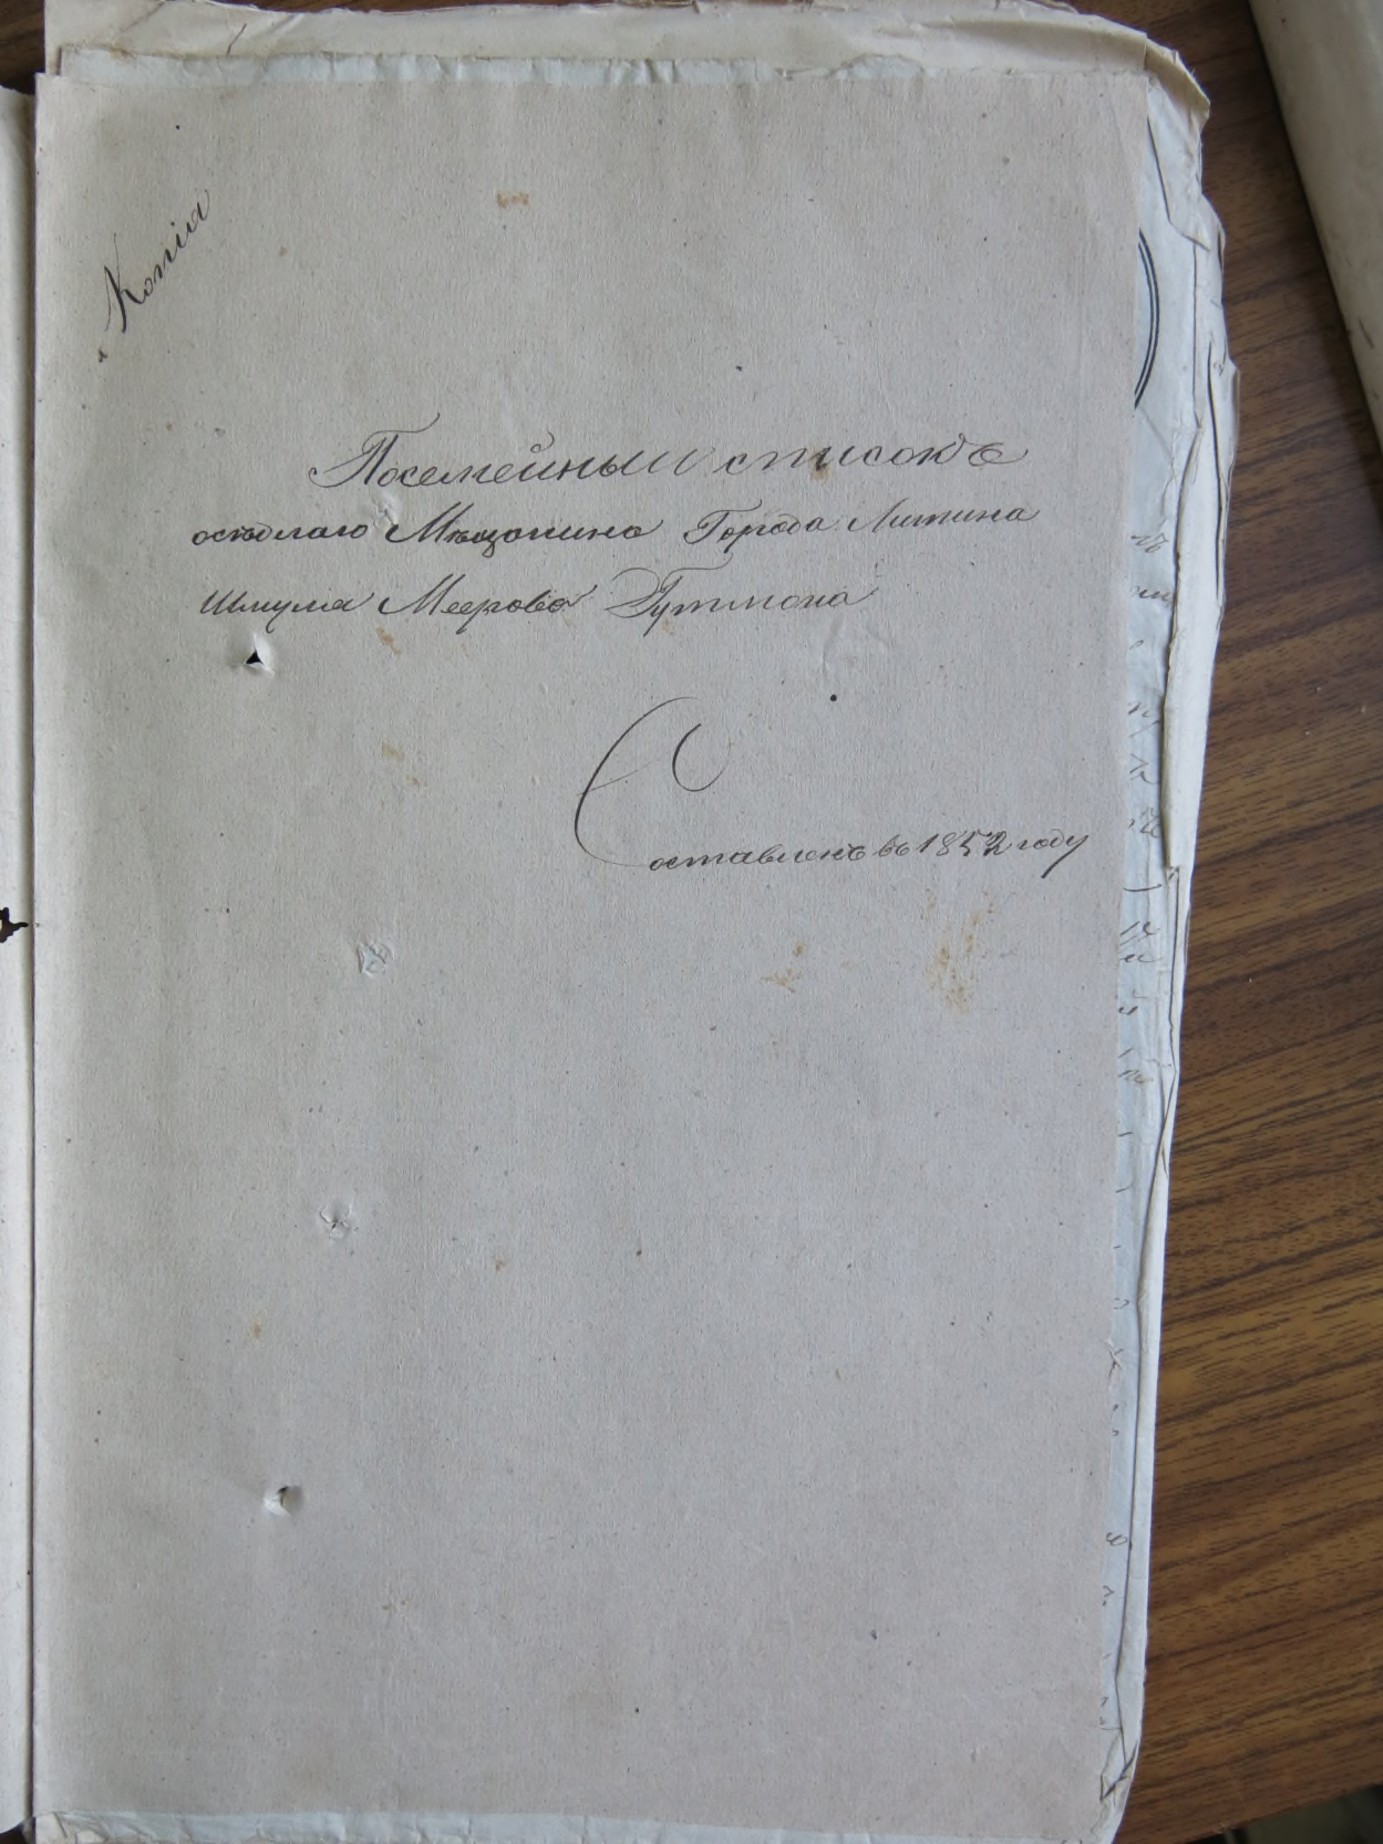 Копія
Посемейный списокъ
осѣдлаго Мѣщанина Города Литина
Шмуля Меерова Гутмана
Составленъ въ 1852 году